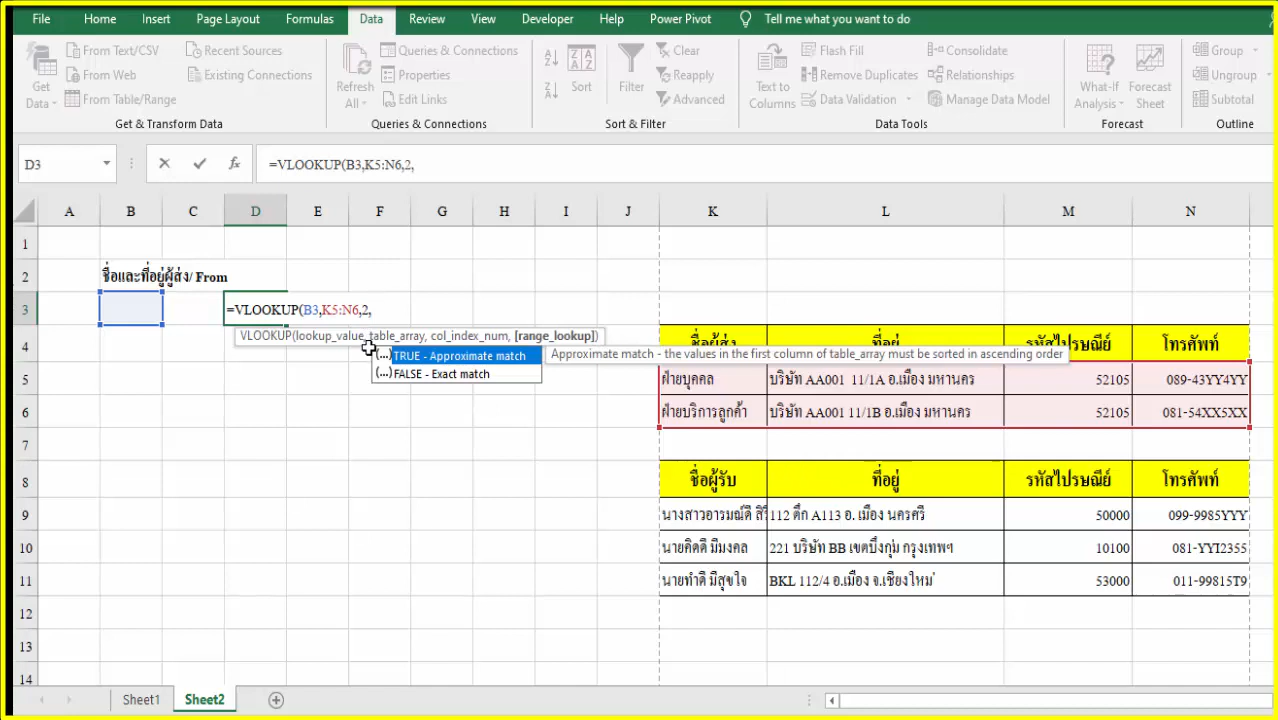 File Home Insert Page Layout Formulas Data Review View Developer Help Power Pivot Tell me what you want to do
From Text/CSV Recent Sources Queries & Connections Clear Flash Fill Consolidate Group
From Web Existing Connections Properties Reapply Remove Duplicates Relationships Ungroup
Get Data From Table/Range Refresh All Edit Links Sort Filter Advanced Text to Columns Data Validation Manage Data Model What-If Analysis Forecast Sheet Subtotal
Get & Transform Data Queries & Connections Sort & Filter Data Tools Forecast Outline
D3 fx =VLOOKUP(B3,K5:N6,2,
A B C D E F G H I J K L M N
1
2 ชื่อและที่อยู่ผู้ส่ง/ From
3 =VLOOKUP(B3,K5:N6,2,
VLOOKUP(lookup_value, table_array, col_index_num, [range_lookup])
4 ชื่อผู้ส่ง ที่อยู่ รหัสไปรษณีย์ โทรศัพท์
(...) TRUE - Approximate match Approximate match - the values in the first column of table_array must be sorted in ascending order
(...) FALSE - Exact match
5 ฝ่ายบุคคล บริษัท AA001 11/1A อ.เมือง มหานคร 52105 089-43YY4YY
6 ฝ่ายบริการลูกค้า บริษัท AA001 11/1B อ.เมือง มหานคร 52105 081-54XX5XX
7
8 ชื่อผู้รับ ที่อยู่ รหัสไปรษณีย์ โทรศัพท์
9 นางสาวอารมณ์ดี สิริ 112 ตึก A113 อ. เมือง นครศรี 50000 099-9985YYY
10 นายคิดดี มีมงคล 221 บริษัท BB เขตบึงกุ่ม กรุงเทพฯ 10100 081-YYI2355
11 นายทำดี มีสุขใจ BKL 112/4 อ.เมือง จ.เชียงใหม่ 53000 011-99815T9
12
13
14
Sheet1 Sheet2